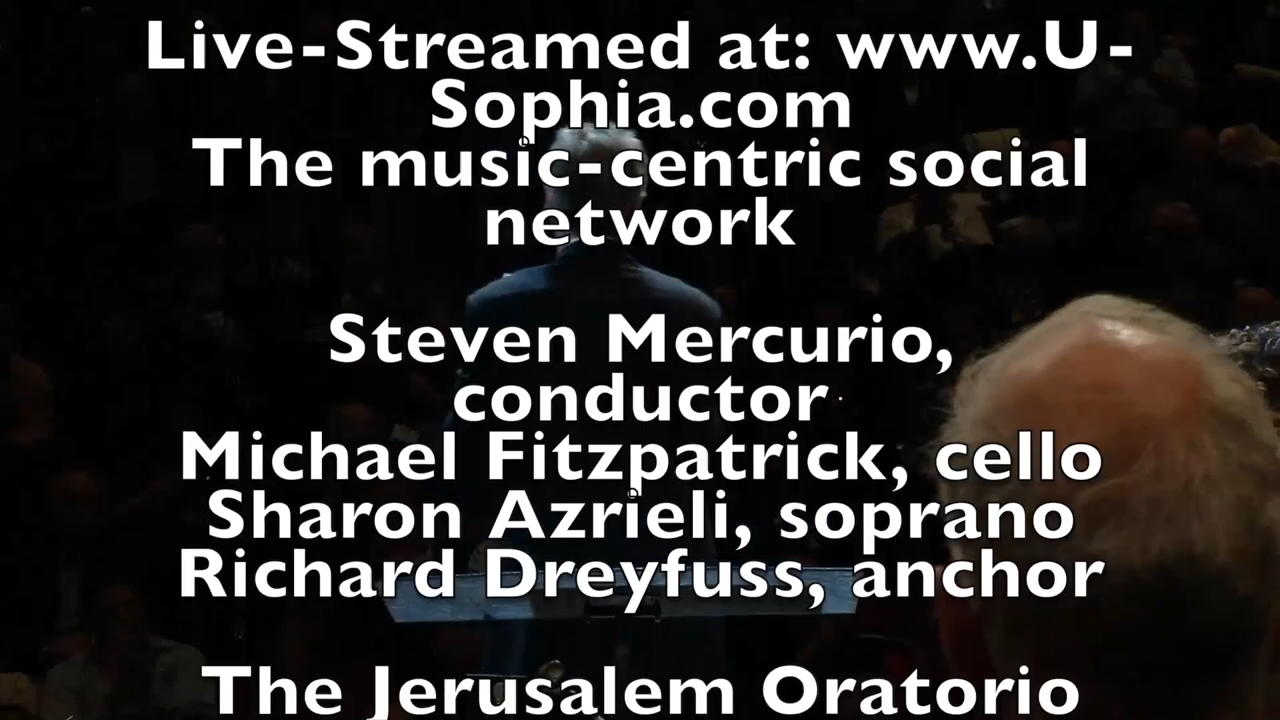 Live-Streamed at: www.U-
Sophia.com
The music-centric social
network
Steven Mercurio,
conductor
Michael Fitzpatrick, cello
Sharon Azrieli, soprano
Richard Dreyfuss, anchor
The Jerusalem Oratorio